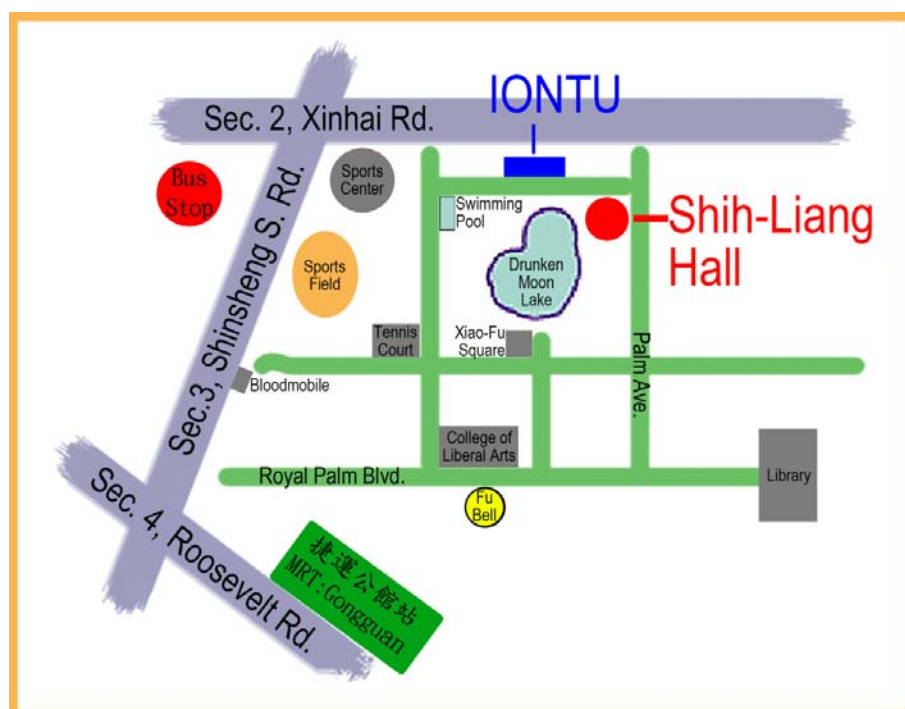 IONTU
Sec. 2, Xinhai Rd.
Bus
Stop
Sports
Center
Swimming
Pool
Shih-Liang
Hall
Sec.3, Shinsheng S. Rd.
Sports
Field
Drunken
Moon
Lake
Tennis
Court
Xiao-Fu
Square
Palm Ave.
Bloodmobile
College of
Liberal Arts
Royal Palm Blvd.
Library
Fu
Bell
Sec. 4, Roosevelt Rd.
捷運公館站
MRT:Gongguan